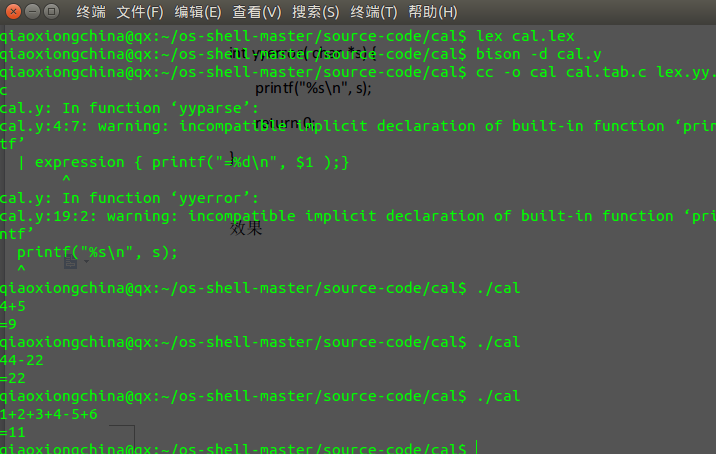 终端 文件(F) 编辑(E) 查看(V) 搜索(S) 终端(T) 帮助(H)
qiaoxiongchina@qx:~/os-shell-master/source-code/cal$ lex cal.lex
qiaoxiongchina@qx:~/os-shell-master/source-code/cal$ bison -d cal.y
int yyerror( char *s) {
qiaoxiongchina@qx:~/os-shell-master/source-code/cal$ cc -o cal cal.tab.c lex.yy.
c
printf("%s\n", s);
cal.y: In function ‘yyparse’:
cal.y:4:7: warning: incompatible implicit declaration of built-in function ‘prin
return 0;
tf’
| expression { printf("=%d\n", $1 );}
}
^
cal.y: In function ‘yyerror’:
cal.y:19:2: warning: incompatible implicit declaration of built-in function ‘pri
ntf’
效果
printf("%s\n", s);
^
qiaoxiongchina@qx:~/os-shell-master/source-code/cal$ ./cal
4+5
=9
qiaoxiongchina@qx:~/os-shell-master/source-code/cal$ ./cal
44-22
=22
qiaoxiongchina@qx:~/os-shell-master/source-code/cal$ ./cal
1+2+3+4-5+6
=11
qiaoxiongchina@qx:~/os-shell-master/source-code/cal$